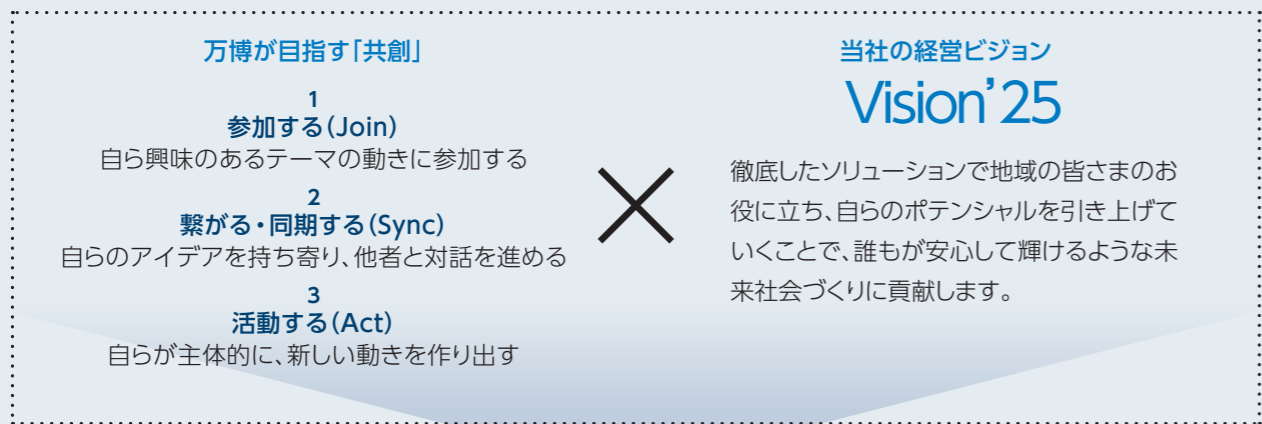 万博が目指す「共創」
1
参加する(Join)
自ら興味のあるテーマの動きに参加する
2
繋がる・同期する(Sync)
自らのアイデアを持ち寄り、他者と対話を進める
3
活動する(Act)
自らが主体的に、新しい動きを作り出す
×
当社の経営ビジョン
Vision’25
徹底したソリューションで地域の皆さまのお
役に立ち、自らのポテンシャルを引き上げて
いくことで、誰もが安心して輝けるような未
来社会づくりに貢献します。